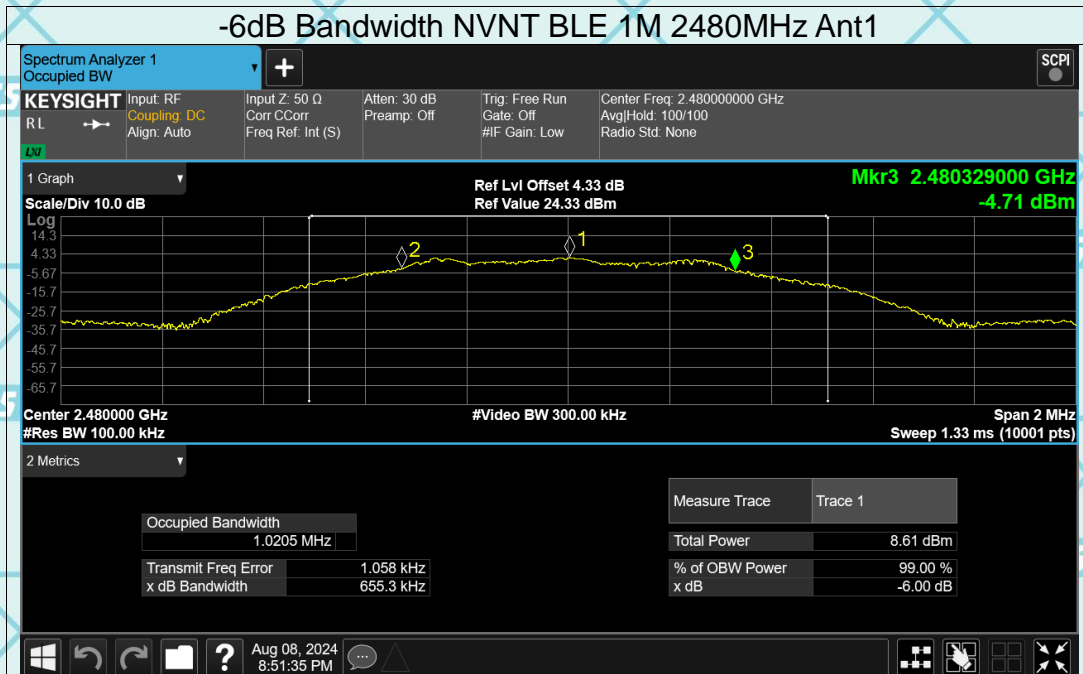 -6dB Bandwidth NVNT BLE 1M 2480MHz Ant1
Spectrum Analyzer 1
Occupied BW
+
SCPI
KEYSIGHT
RL
LXI
Input: RF
Coupling: DC
Align: Auto
Input Z: 50 Ω
Corr CCorr
Freq Ref: Int (S)
Atten: 30 dB
Preamp: Off
Trig: Free Run
Gate: Off
#IF Gain: Low
Center Freq: 2.480000000 GHz
Avg|Hold: 100/100
Radio Std: None
1 Graph
Ref Lvl Offset 4.33 dB
Mkr3 2.480329000 GHz
Scale/Div 10.0 dB
Ref Value 24.33 dBm
-4.71 dBm
Log
14.3
4.33
-5.67
-15.7
-25.7
-35.7
-45.7
-55.7
-65.7
2
1
3
Center 2.480000 GHz
#Video BW 300.00 kHz
Span 2 MHz
#Res BW 100.00 kHz
Sweep 1.33 ms (10001 pts)
2 Metrics
Measure Trace Trace 1
Occupied Bandwidth
1.0205 MHz
Total Power 8.61 dBm
Transmit Freq Error 1.058 kHz
% of OBW Power 99.00 %
x dB Bandwidth 655.3 kHz
x dB -6.00 dB
?
Aug 08, 2024
8:51:35 PM